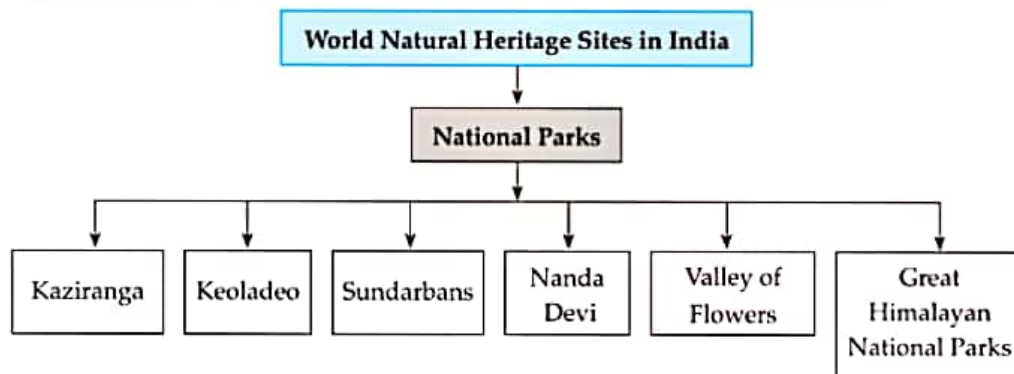 World Natural Heritage Sites in India
National Parks
Kaziranga
Keoladeo
Sundarbans
Nanda
Devi
Valley of
Flowers
Great
Himalayan
National Parks